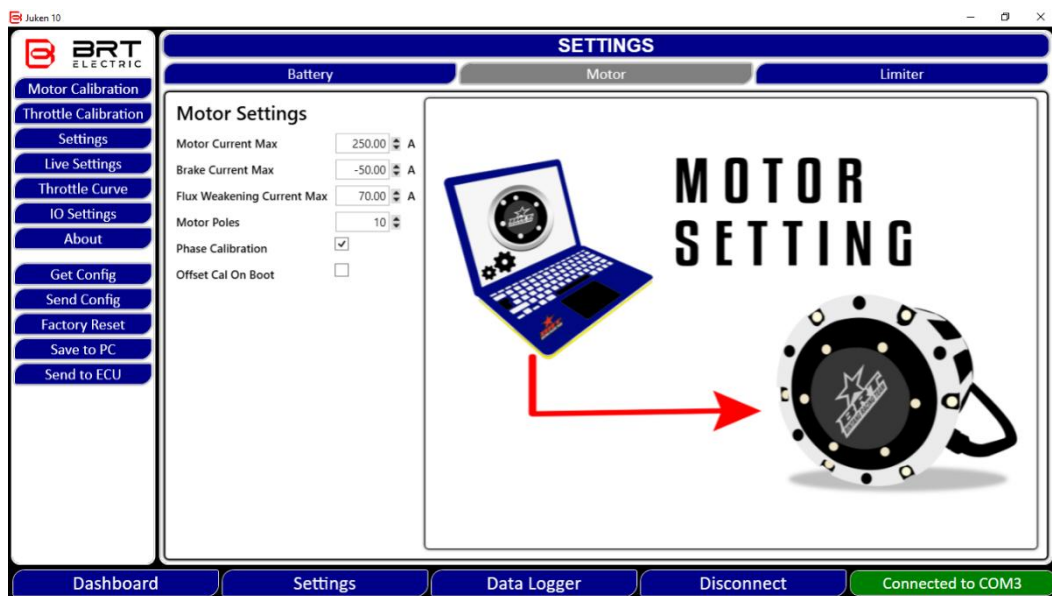 Juken 10
BRT
ELECTRIC
Motor Calibration
Throttle Calibration
Settings
Live Settings
Throttle Curve
IO Settings
About
Get Config
Send Config
Factory Reset
Save to PC
Send to ECU
SETTINGS
Battery
Motor
Limiter
Motor Settings
Motor Current Max 250.00 A
Brake Current Max -50.00 A
Flux Weakening Current Max 70.00 A
Motor Poles 10
Phase Calibration
Offset Cal On Boot
MOTOR
SETTING
BRT
Dashboard
Settings
Data Logger
Disconnect
Connected to COM3